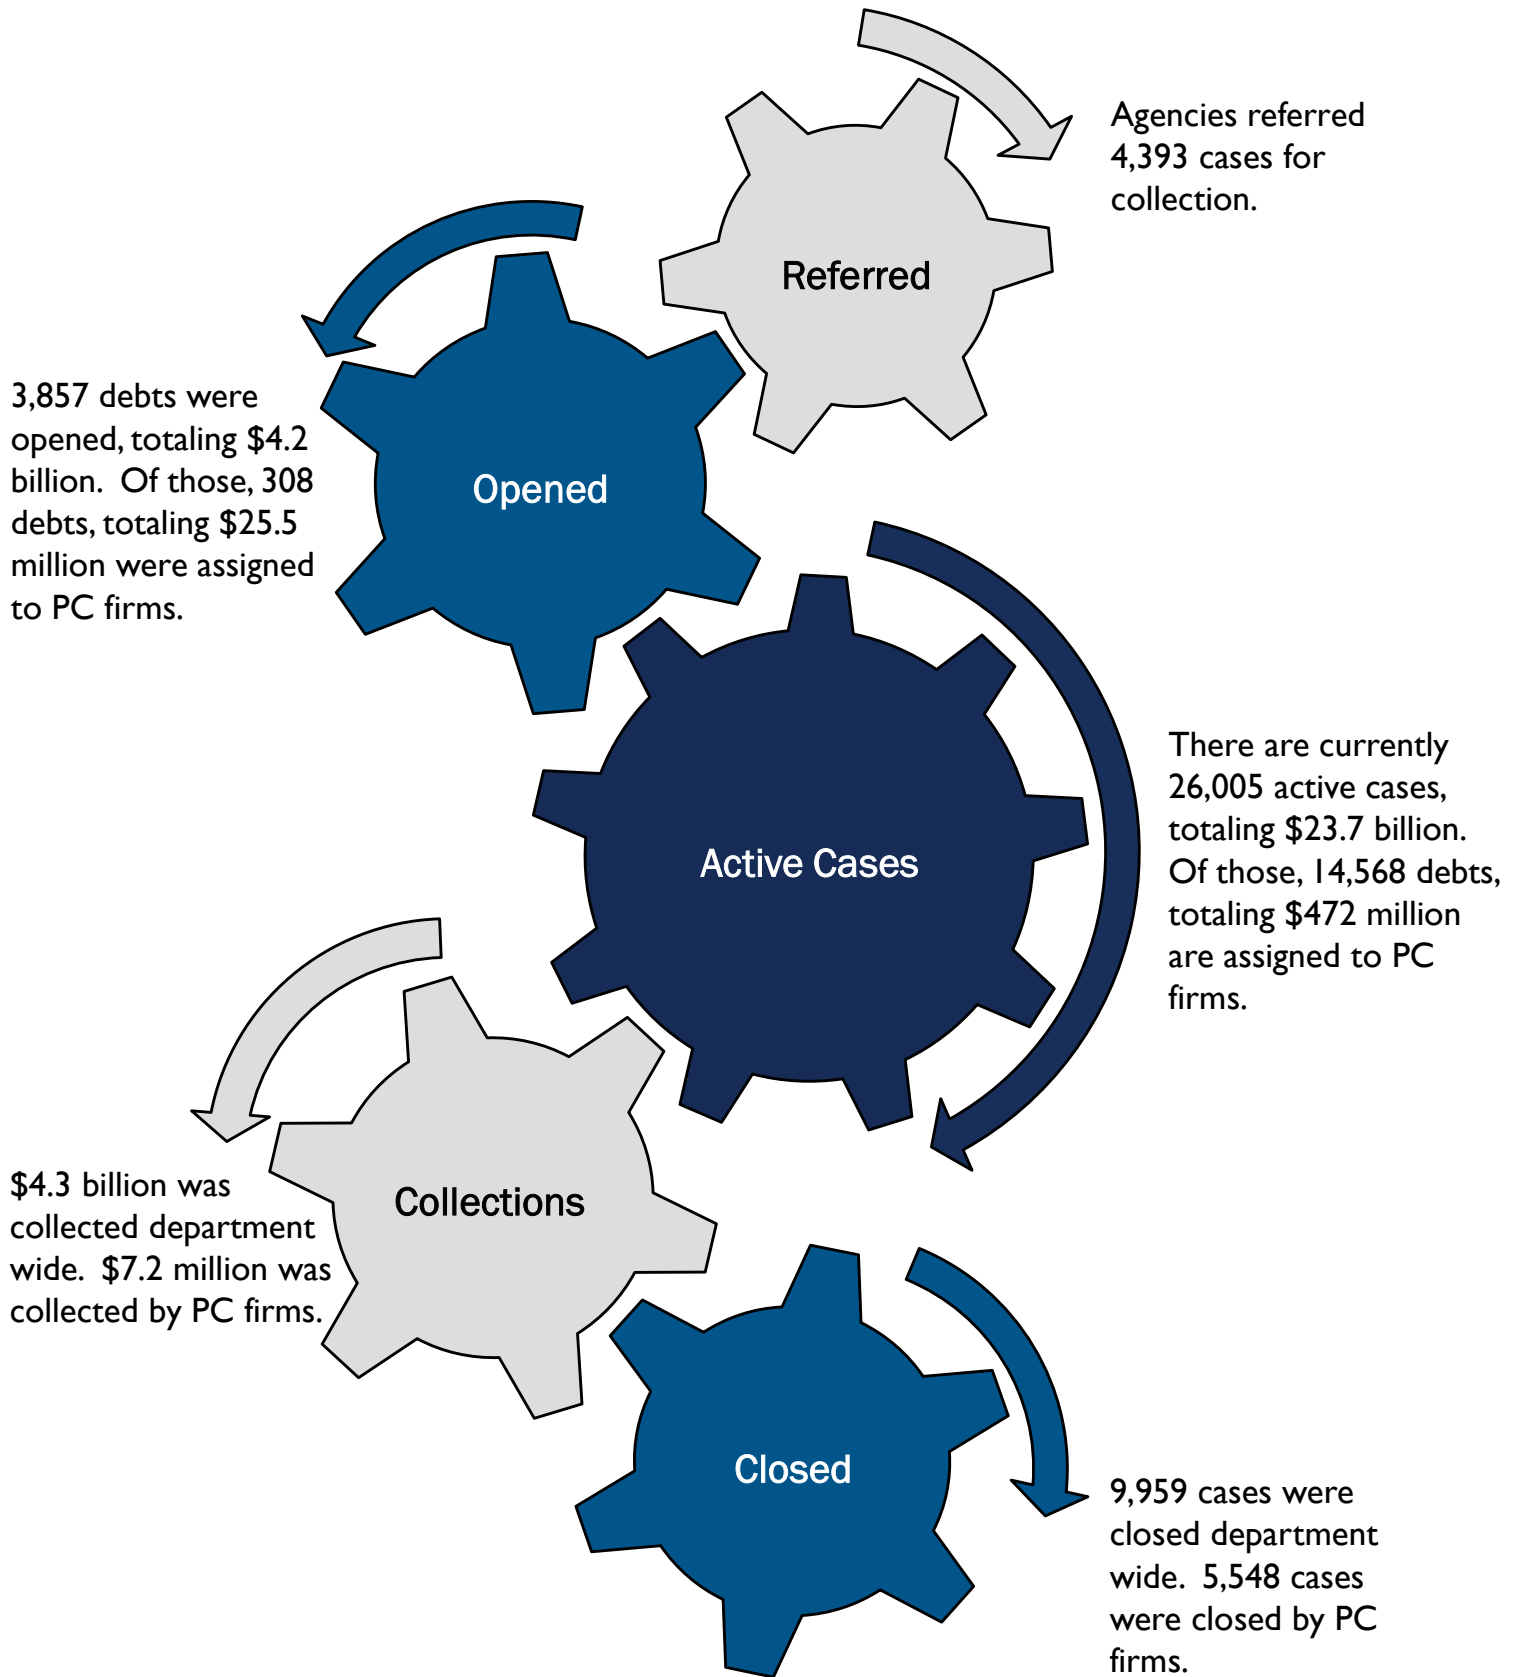 Agencies referred
4,393 cases for
collection.
Referred
3,857 debts were
opened, totaling $4.2
billion.  Of those, 308
debts, totaling $25.5
million were assigned
to PC firms.
Opened
There are currently
26,005 active cases,
totaling $23.7 billion.
Of those, 14,568 debts,
totaling $472 million
are assigned to PC
firms.
Active Cases
$4.3 billion was
collected department
wide.  $7.2 million was
collected by PC firms.
Collections
Closed
9,959 cases were
closed department
wide.  5,548 cases
were closed by PC
firms.